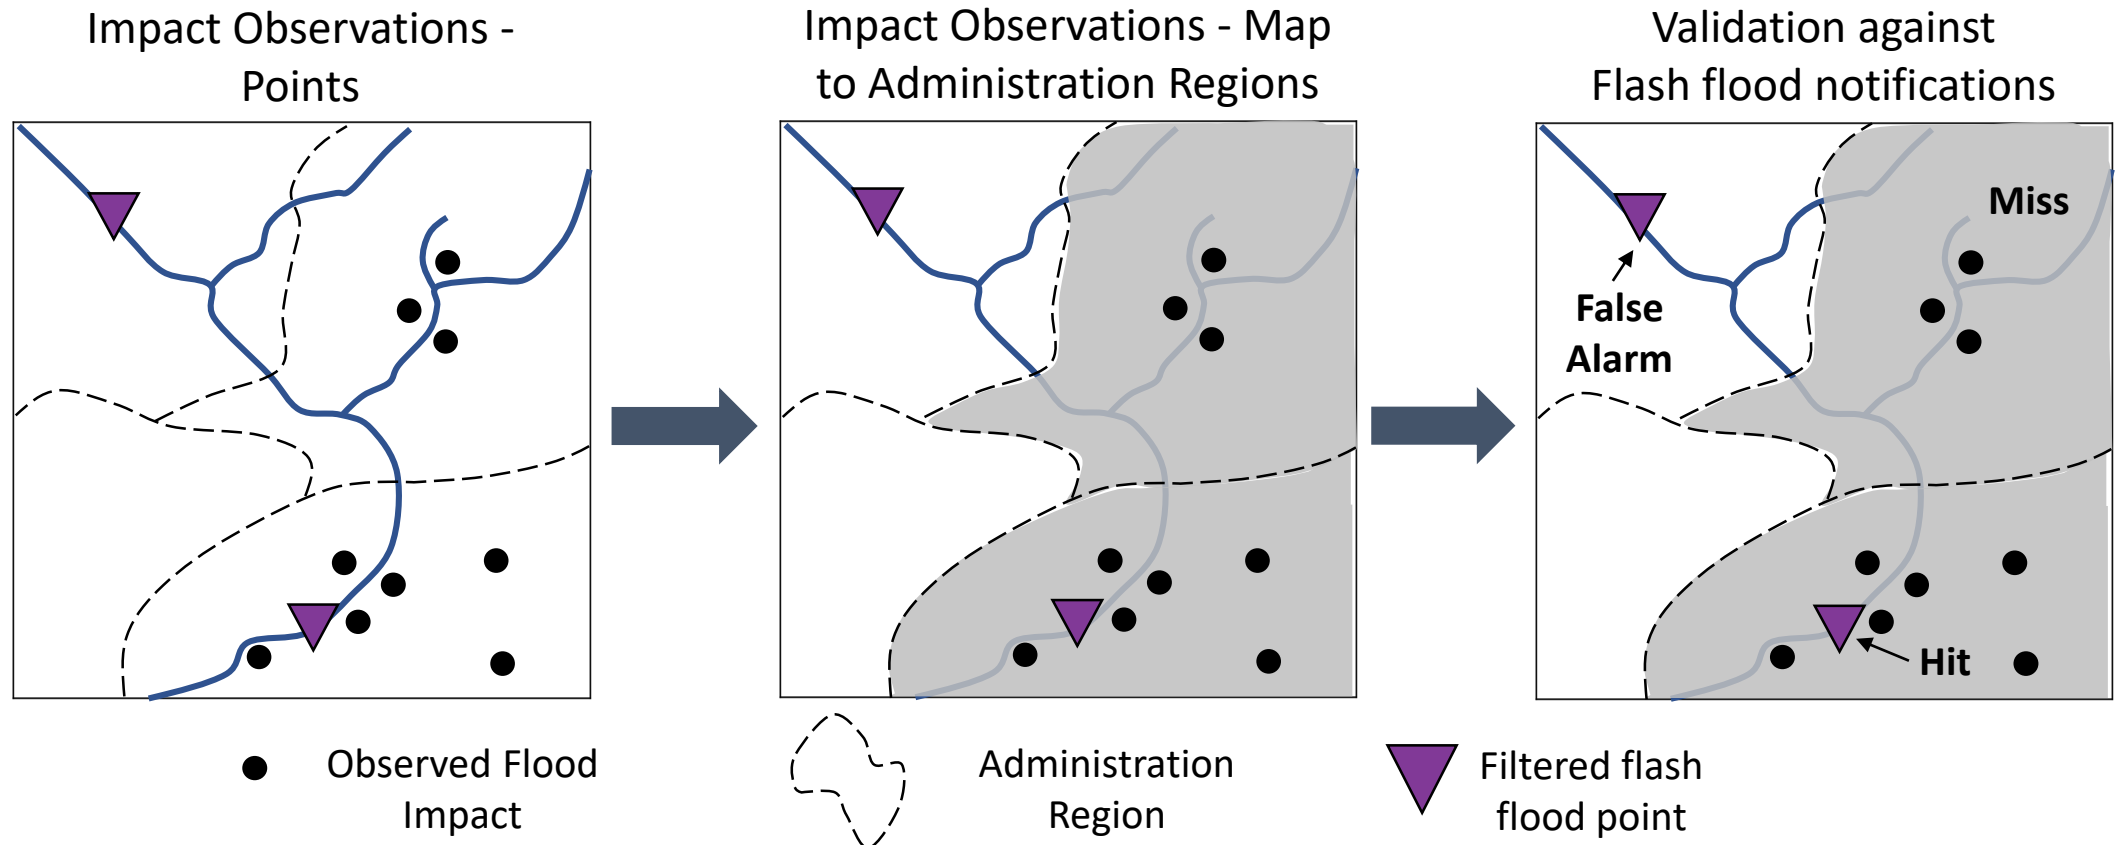 Impact Observations -
Points
Impact Observations - Map
to Administration Regions
Validation against
Flash flood notifications
Miss
False
Alarm
Hit
Observed Flood
Impact
Administration
Region
Filtered flash
flood point